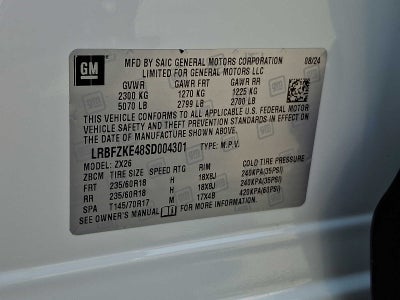 GM
MFD BY SAIC GENERAL MOTORS CORPORATION 08/24
LIMITED FOR GENERAL MOTORS LLC
GVWR GAWR FRT GAWR RR
2300 KG 1270 KG 1225 KG
5070 LB 2799 LB 2700 LB
THIS VEHICLE CONFORMS TO ALL APPLICABLE U.S. FEDERAL
MOTOR VEHICLE SAFETY, BUMPER, AND THEFT
PREVENTION STANDARDS IN EFFECT ON
THE DATE OF MANUFACTURE SHOWN ABOVE.
LRBFZKE48SD004301 TYPE: M.P.V.
MODEL: ZX26
ZBCM TIRE SIZE SPEED RTG RIM COLD TIRE PRESSURE
FRT 235/60R18 H 18X8J 240KPA(35PSI)
RR 235/60R18 H 18X8J 240KPA(35PSI)
SPA T145/70R17 M 17X4B 420KPA(60PSI)
SEE OWNER'S MANUAL FOR MORE INFORMATION.